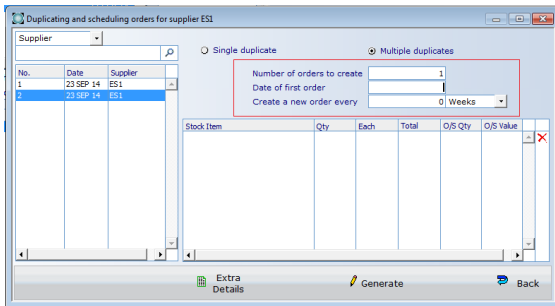 Duplicating and scheduling orders for supplier ES1
Supplier
Single duplicate
Multiple duplicates
Number of orders to create 1
Date of first order
Create a new order every 0 Weeks
No. Date Supplier
1 23 SEP 14 ES1
2 23 SEP 14 ES1
Stock Item Qty Each Total O/S Qty O/S Value
Extra Details
Generate
Back